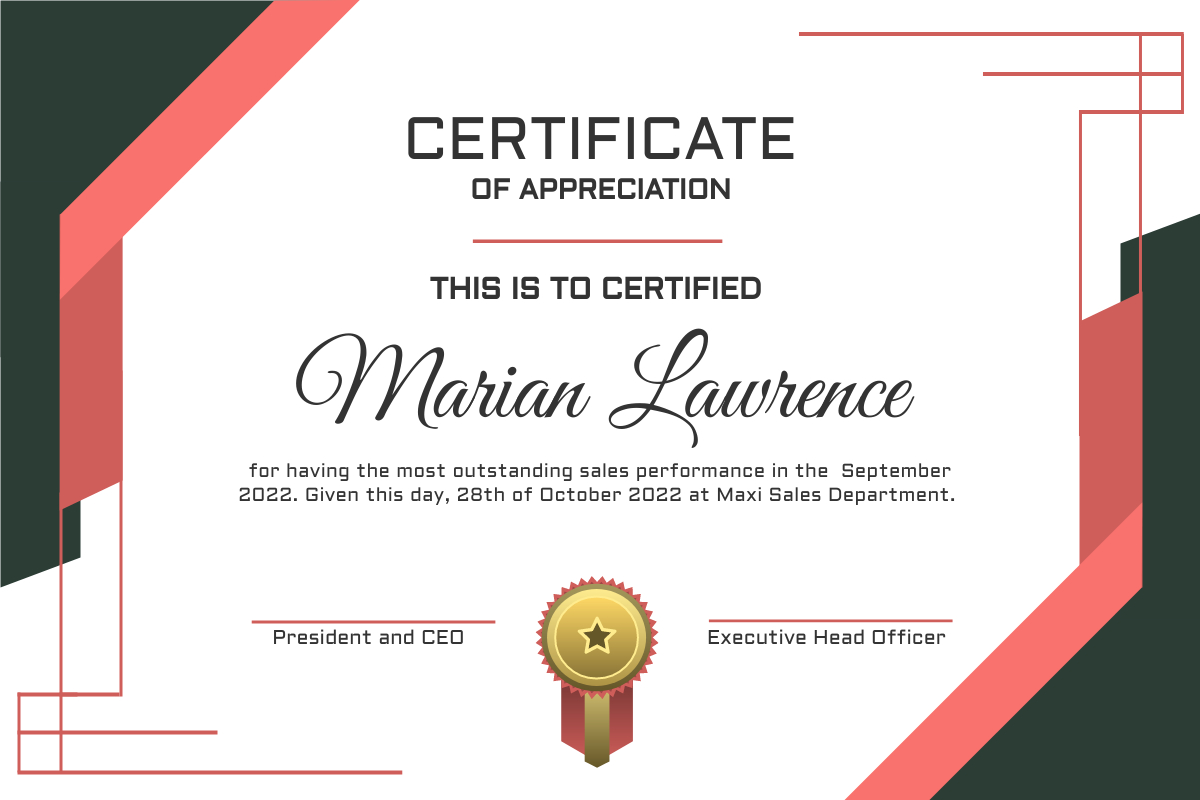 CERTIFICATE
OF APPRECIATION
THIS IS TO CERTIFIED
Marian Lawrence
for having the most outstanding sales performance in the  September
2022. Given this day, 28th of October 2022 at Maxi Sales Department.
President and CEO
Executive Head Officer